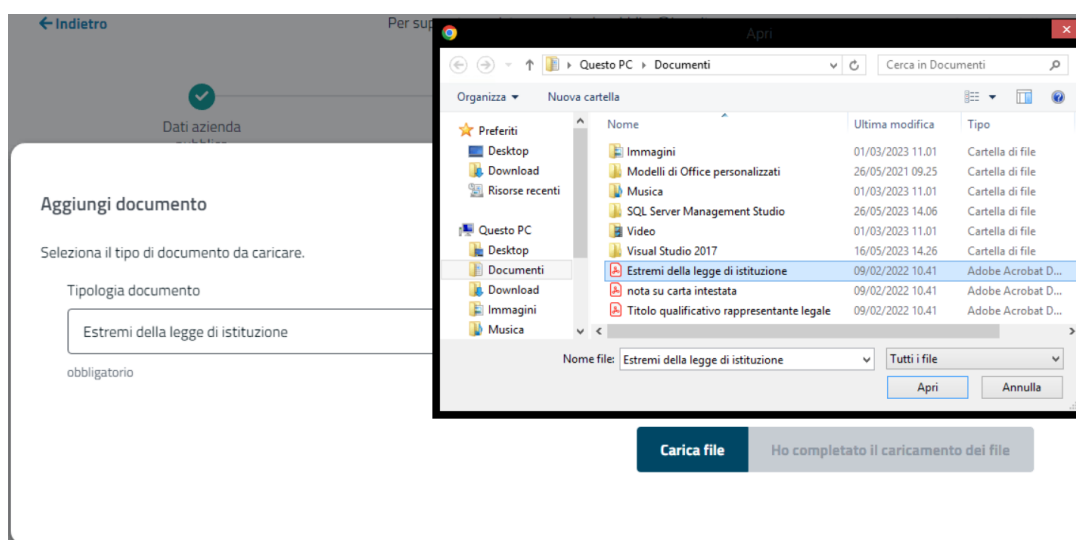 Indietro
Per sup
Dati azienda
Aggiungi documento
Seleziona il tipo di documento da caricare.
Tipologia documento
Estremi della legge di istituzione
obbligatorio
Apri
Questo PC Documenti
Cerca in Documenti
Organizza
Nuova cartella
Preferiti
Desktop
Download
Risorse recenti
Questo PC
Desktop
Documenti
Download
Immagini
Musica
Nome Ultima modifica Tipo
Immagini 01/03/2023 11.01 Cartella di file
Modelli di Office personalizzati 26/05/2021 09.25 Cartella di file
Musica 01/03/2023 11.01 Cartella di file
SQL Server Management Studio 26/05/2023 14.06 Cartella di file
Video 01/03/2023 11.01 Cartella di file
Visual Studio 2017 16/05/2023 14.26 Cartella di file
Estremi della legge di istituzione 09/02/2022 10.41 Adobe Acrobat D...
nota su carta intestata 09/02/2022 10.41 Adobe Acrobat D...
Titolo qualificativo rappresentante legale 09/02/2022 10.41 Adobe Acrobat D...
Nome file: Estremi della legge di istituzione
Tutti i file
Apri Annulla
Carica file
Ho completato il caricamento dei file